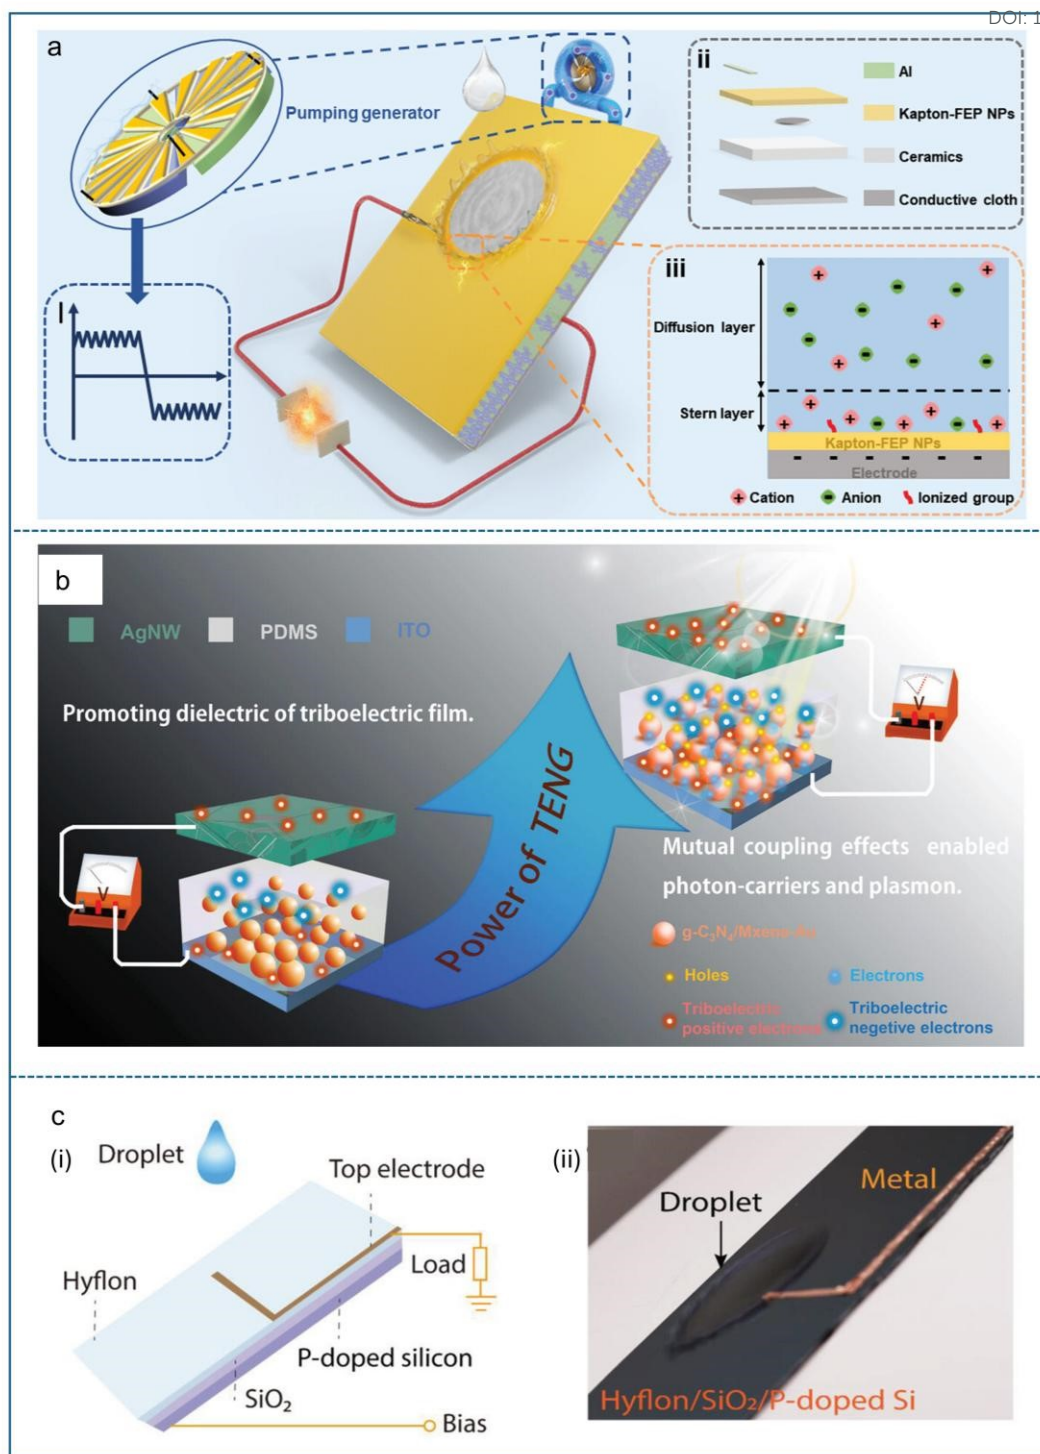 DOI: 1
a
Pumping generator
I
ii
Al
Kapton-FEP NPs
Ceramics
Conductive cloth
iii
Diffusion layer
Stern layer
Kapton-FEP NPs
Electrode
Cation
Anion
Ionized group
b
AgNW
PDMS
ITO
Promoting dielectric of triboelectric film.
V
Power of TENG
V
Mutual coupling effects enabled
photon-carriers and plasmon.
g-C₃N₄/Mxene-Au
Holes
Electrons
Triboelectric
positive electrons
Triboelectric
negetive electrons
c
(i)
Droplet
Top electrode
Load
Hyflon
P-doped silicon
SiO₂
Bias
(ii)
Metal
Droplet
Hyflon/SiO₂/P-doped Si